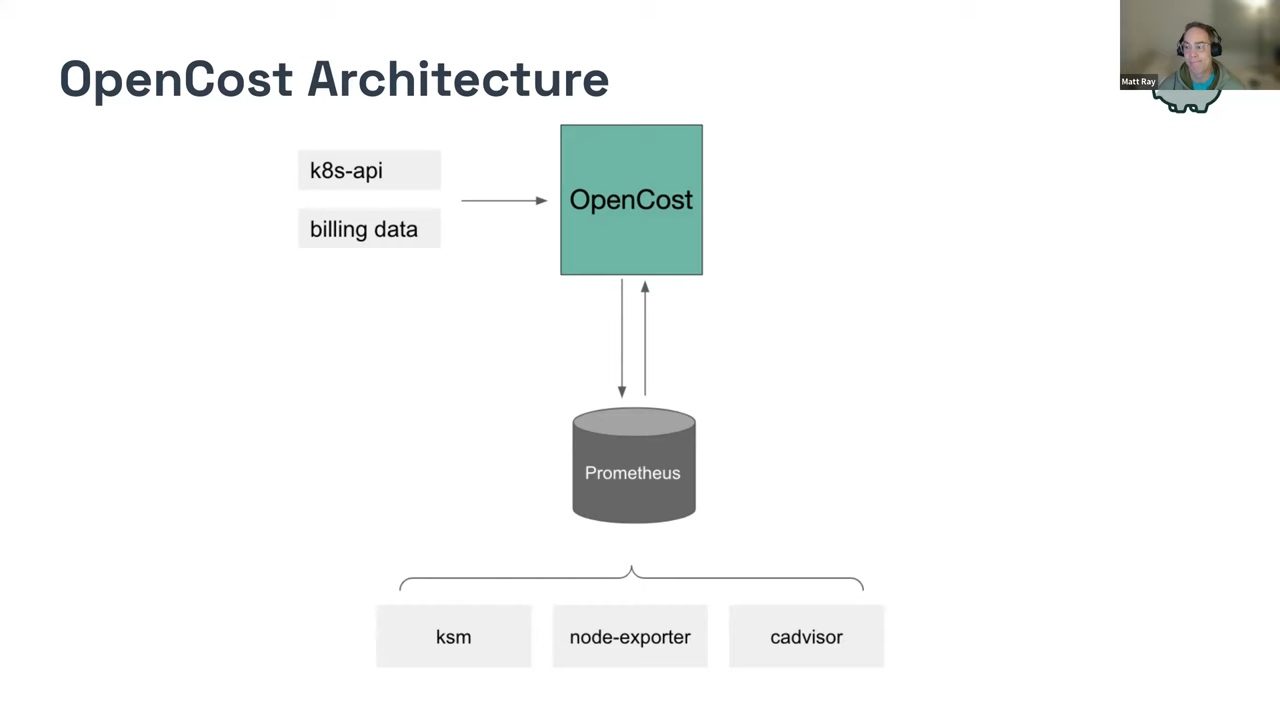 OpenCost Architecture
Matt Ray
k8s-api
billing data
OpenCost
Prometheus
ksm
node-exporter
cadvisor